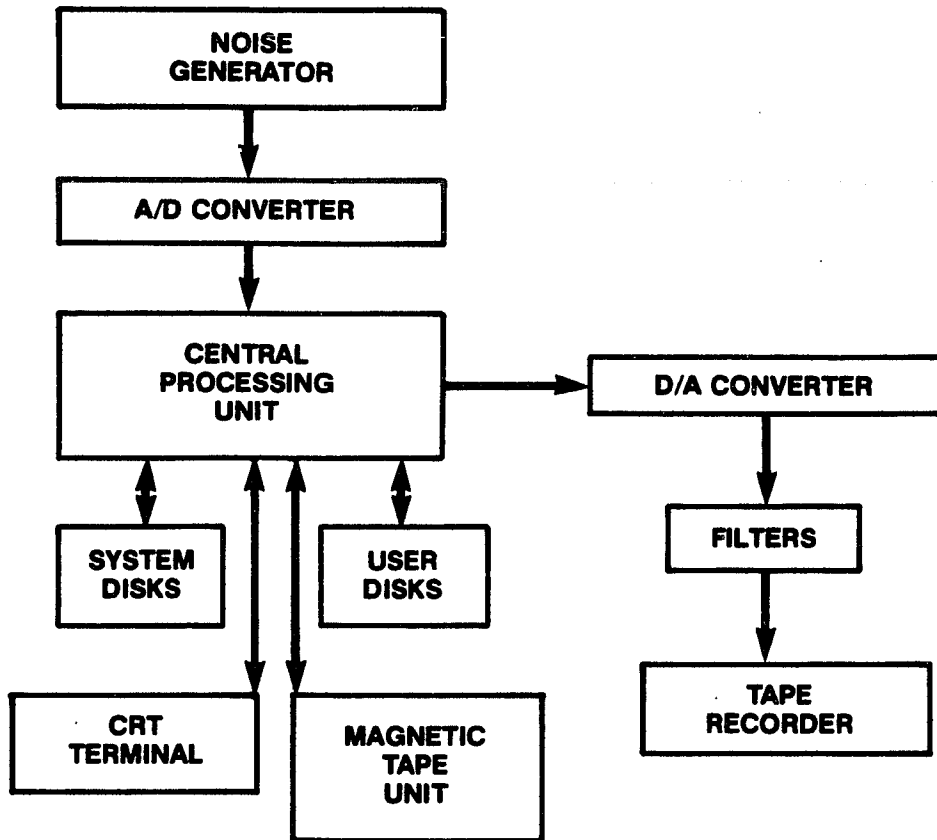 NOISE
GENERATOR
A/D CONVERTER
CENTRAL
PROCESSING
UNIT
D/A CONVERTER
SYSTEM
DISKS
USER
DISKS
FILTERS
CRT
TERMINAL
MAGNETIC
TAPE
UNIT
TAPE
RECORDER